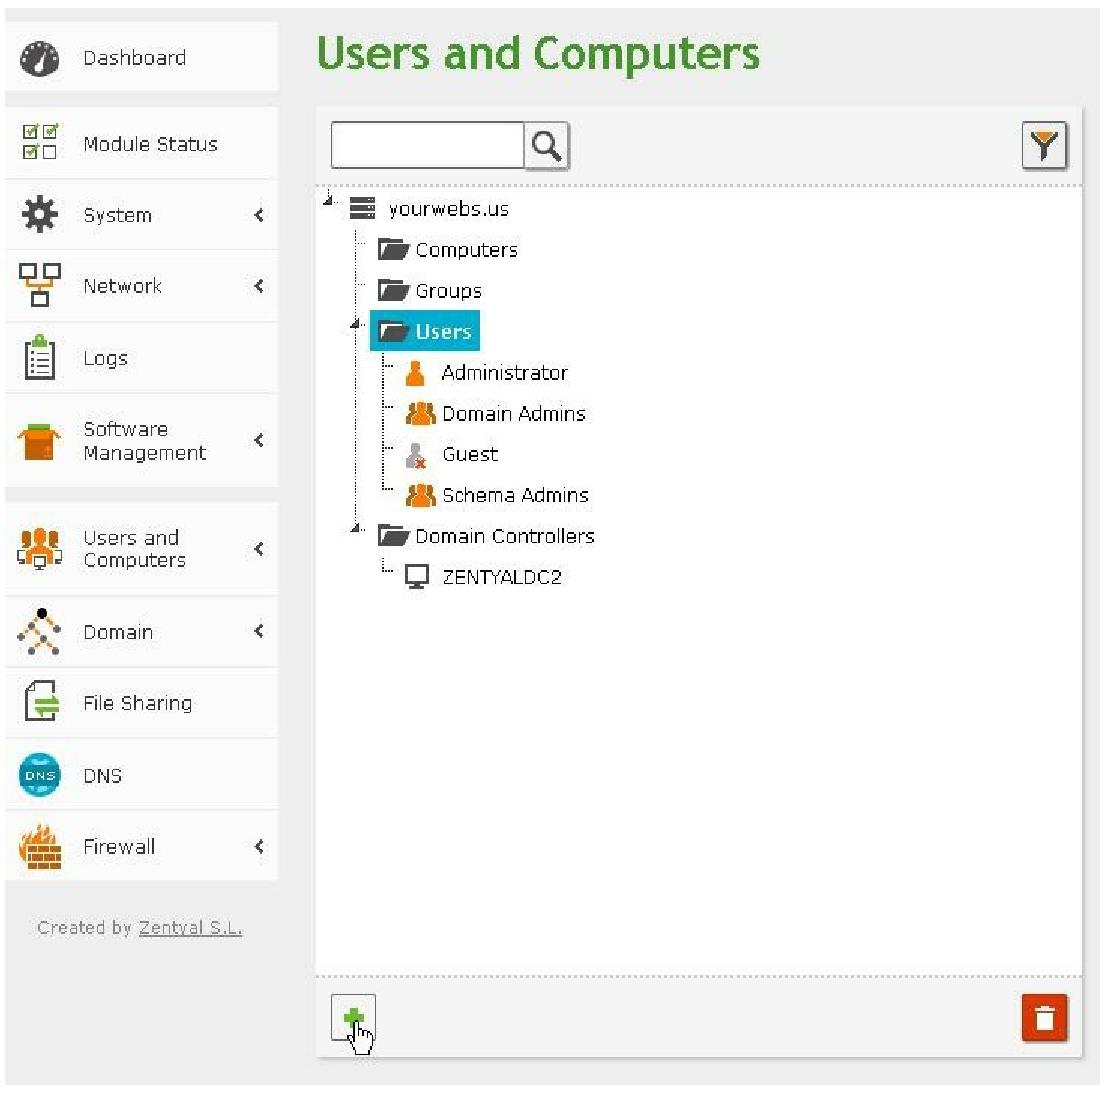 Dashboard
Module Status
System
Network
Logs
Software
Management
Users and
Computers
Domain
File Sharing
DNS
DNS
Firewall
Created by Zentyal S.L.
Users and Computers
yourwebs.us
Computers
Groups
Users
Administrator
Domain Admins
Guest
Schema Admins
Domain Controllers
ZENTYALDC2